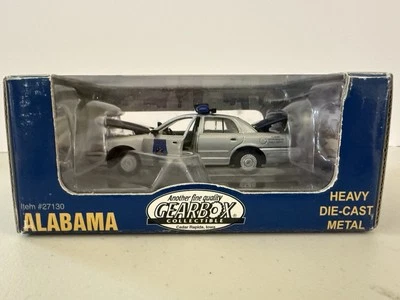 Item #27130
ALABAMA
Another fine quality
GEARBOX
COLLECTIBLE
Cedar Rapids, Iowa
HEAVY
DIE-CAST
METAL